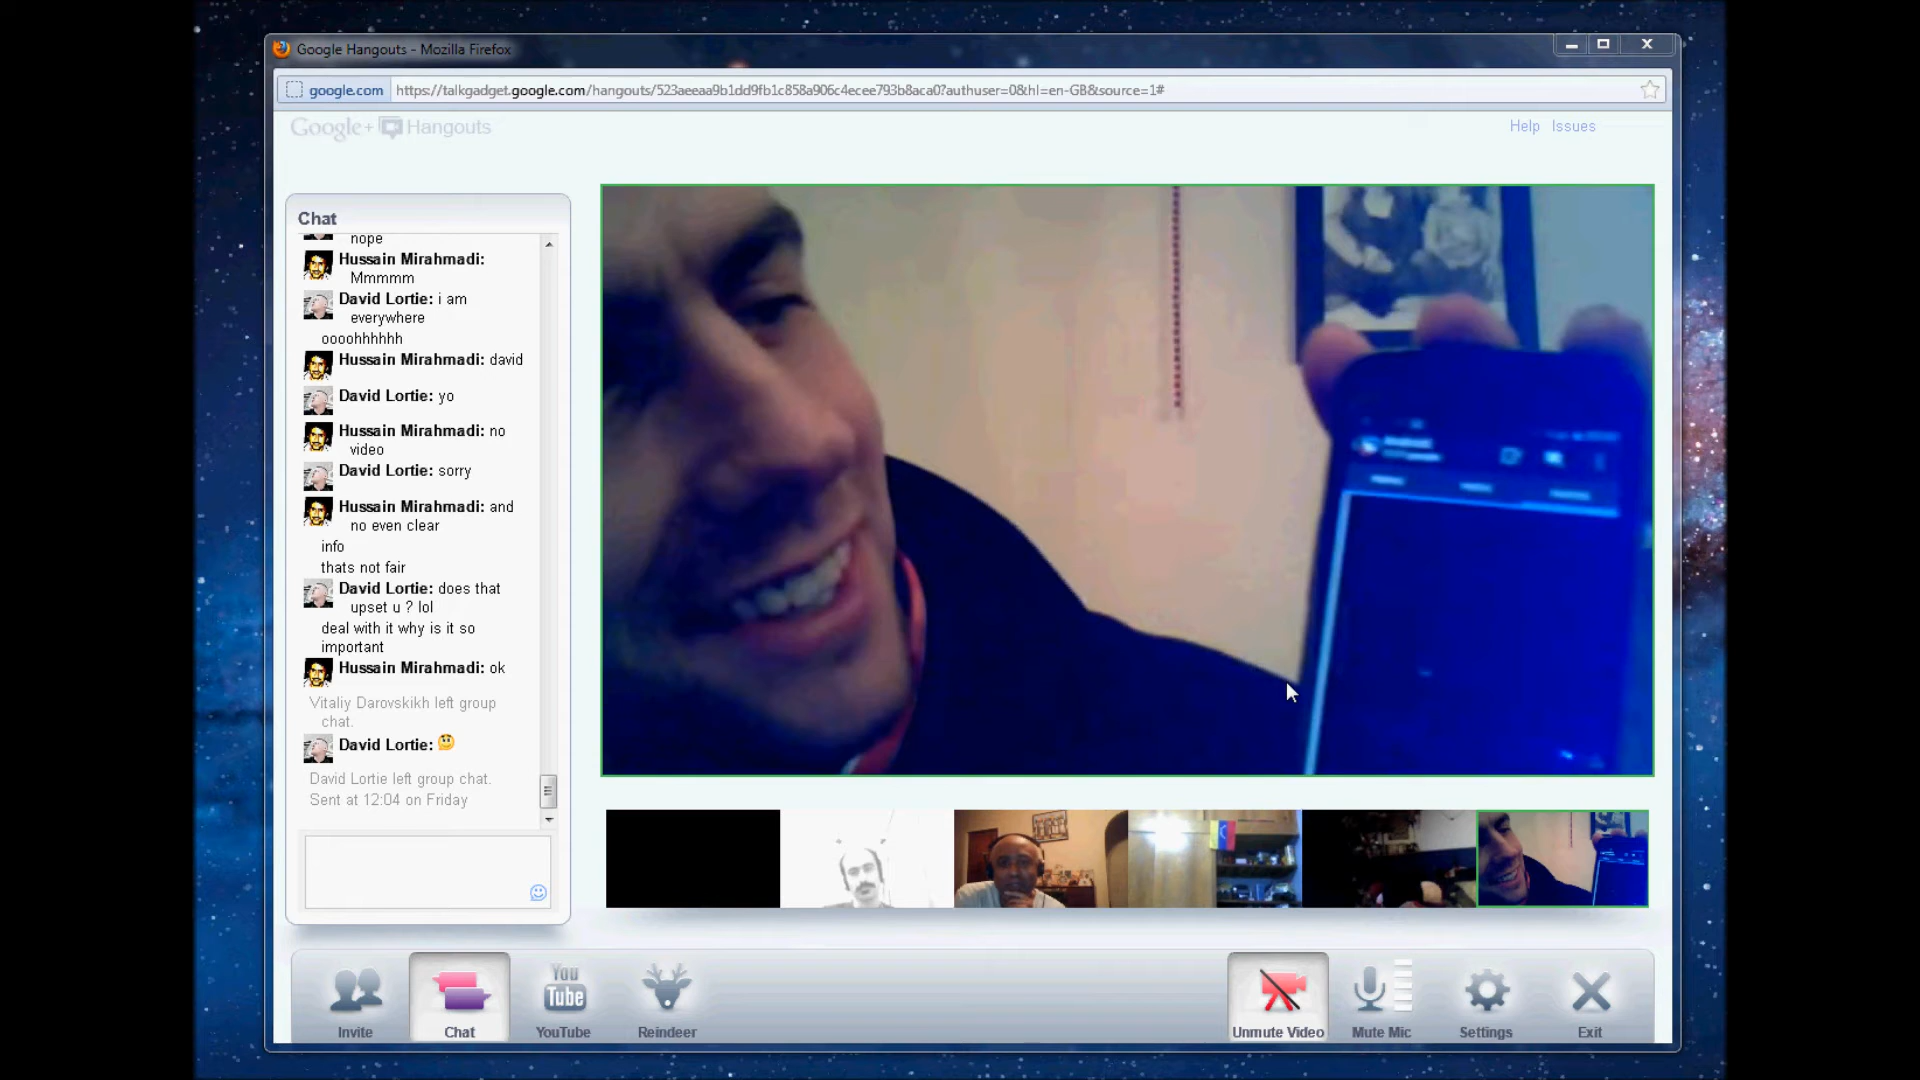 Google Hangouts - Mozilla Firefox
google.com https://talkgadget.google.com/hangouts/523aeeaa9b1dd9fb1c858a906c4ecee793b8aca0?authuser=0&hl=en-GB&source=1#
Google+ Hangouts
Help Issues
Chat
nope
Hussain Mirahmadi:
Mmmmm
David Lortie: i am
everywhere
oooohhhhhh
Hussain Mirahmadi: david
David Lortie: yo
Hussain Mirahmadi: no
video
David Lortie: sorry
Hussain Mirahmadi: and
no even clear
info
thats not fair
David Lortie: does that
upset u ? lol
deal with it why is it so
important
Hussain Mirahmadi: ok
Vitaliy Darovskikh left group
chat.
David Lortie:
David Lortie left group chat.
Sent at 12:04 on Friday
You
Tube
Invite
Chat
YouTube
Reindeer
Unmute Video
Mute Mic
Settings
Exit